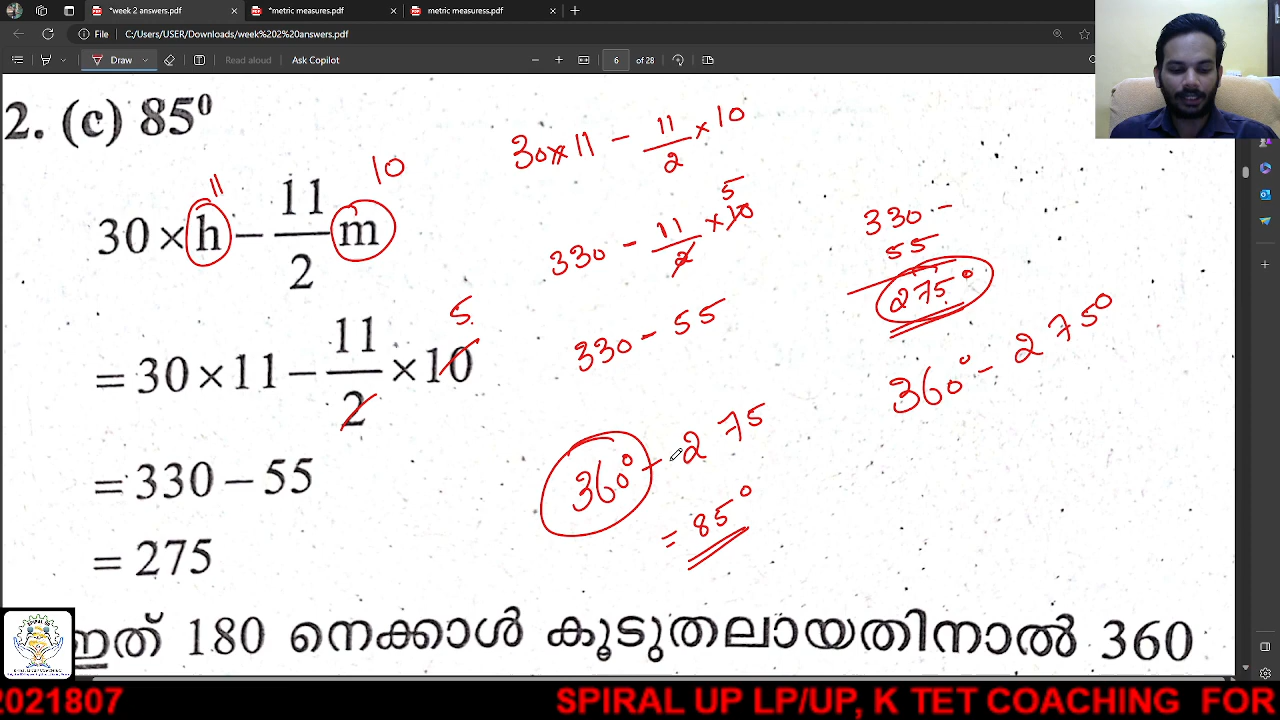 *week 2 answers.pdf
*metric measures.pdf
metric measuress.pdf
File C:/Users/USER/Downloads/week%202%20answers.pdf
Draw Read aloud Ask Copilot 6 of 28
2. (c) 85⁰
30×h−11/2 m
11
10
=30×11−11/2×10
5
=330−55
=275
30×11 − 11/2 × 10
330 − 11/2 × 10
5
330 − 55
360° − 275
= 85°
330 −
55
275°
360° − 275°
ഇത് 180 നെക്കാൾ കൂടുതലായതിനാൽ 360
2021807 SPIRAL UP LP/UP, K TET COACHING FOR